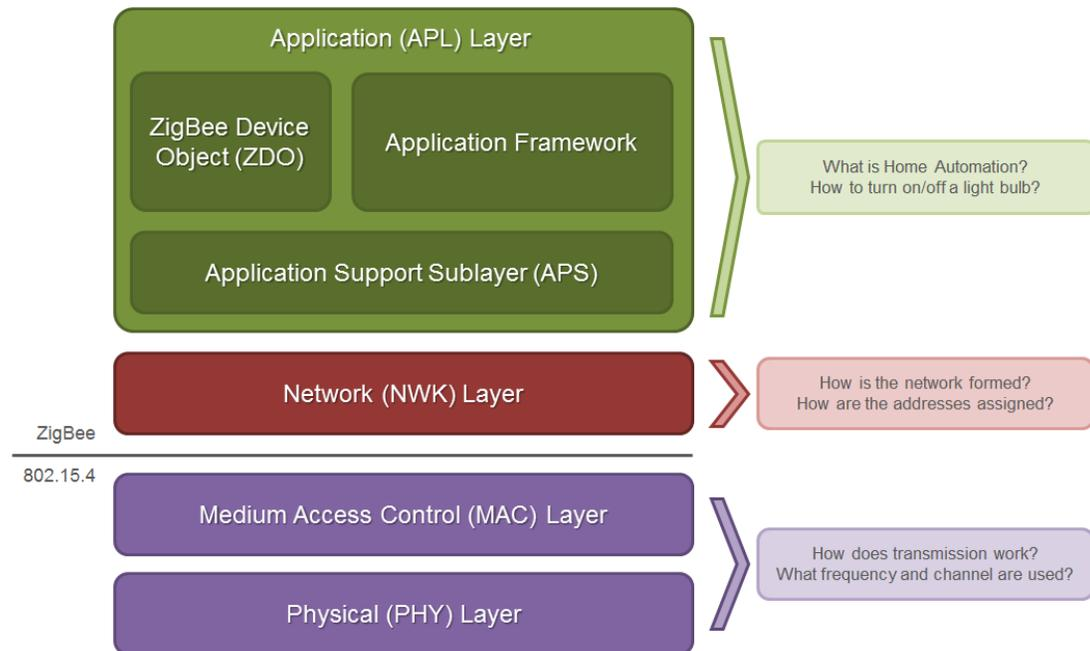 Application (APL) Layer
ZigBee Device
Object (ZDO)
Application Framework
Application Support Sublayer (APS)
What is Home Automation?
How to turn on/off a light bulb?
Network (NWK) Layer
How is the network formed?
How are the addresses assigned?
ZigBee
802.15.4
Medium Access Control (MAC) Layer
How does transmission work?
What frequency and channel are used?
Physical (PHY) Layer